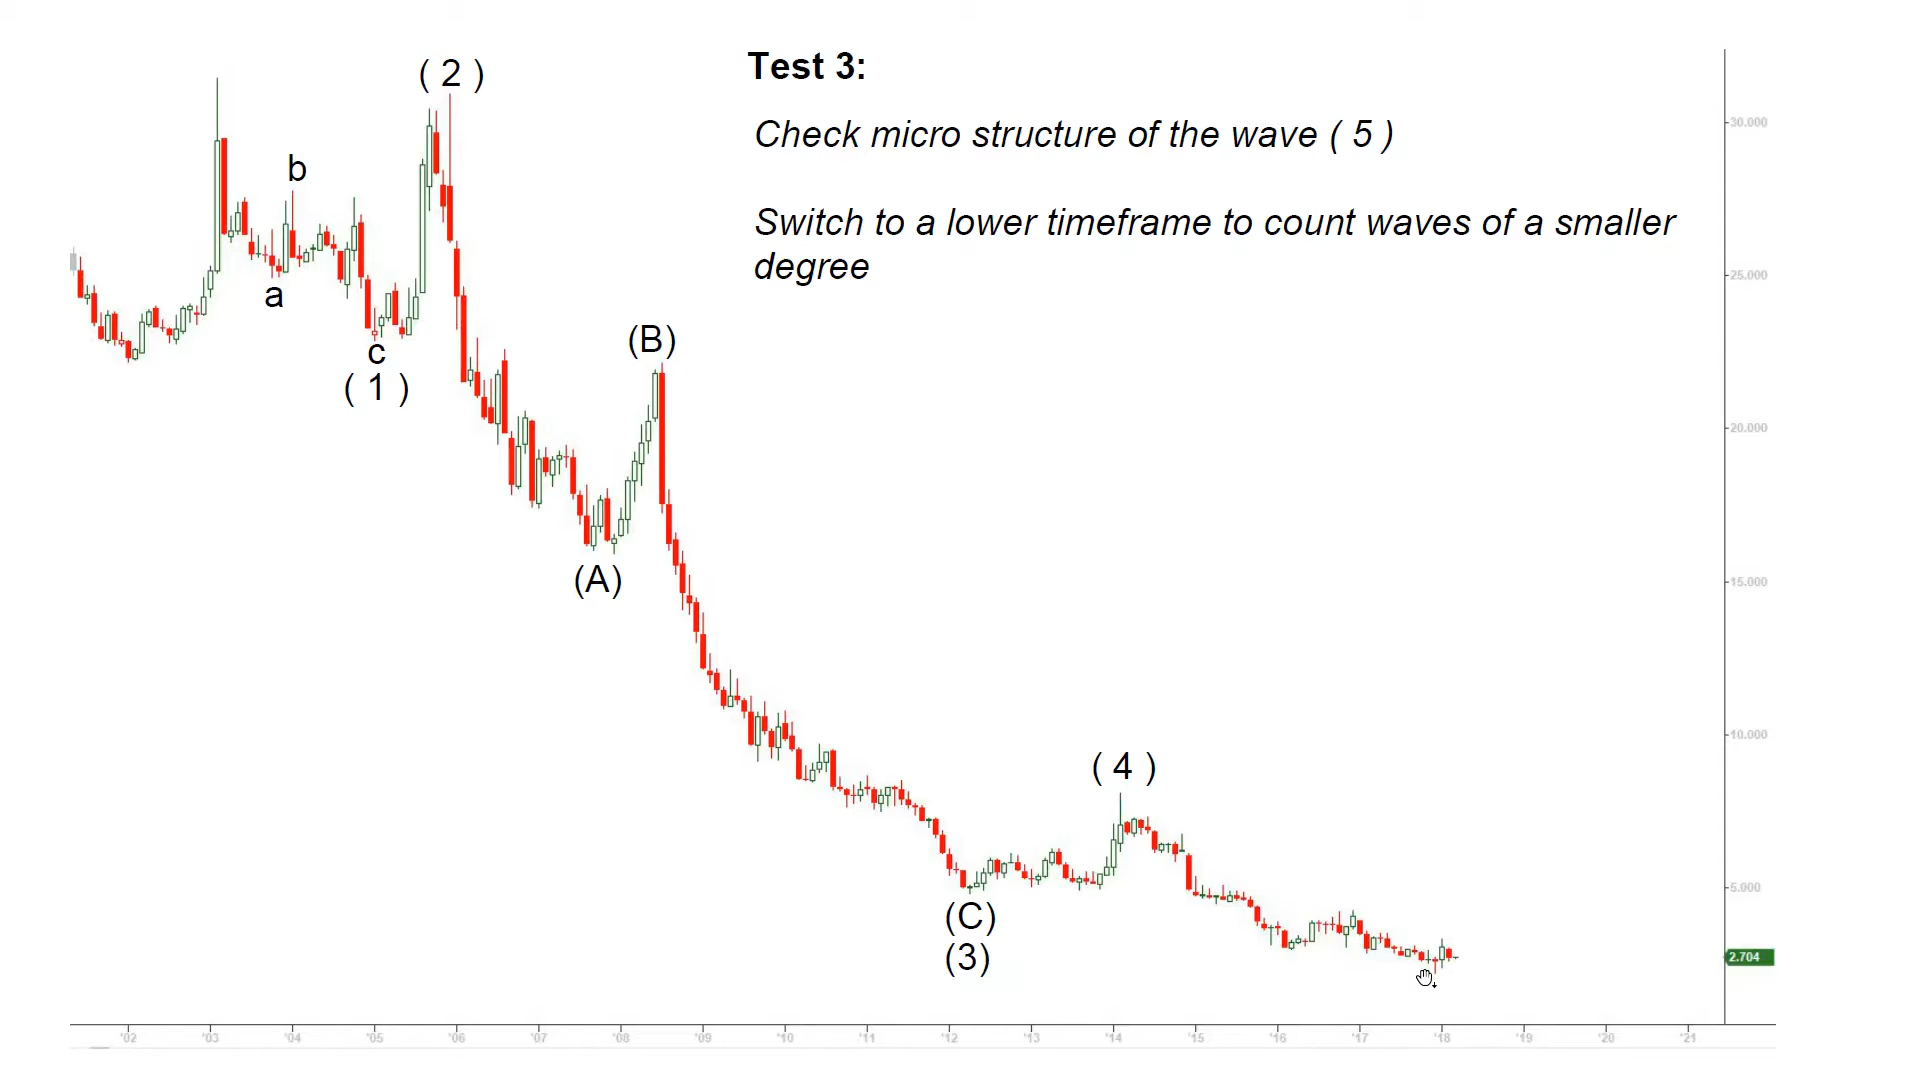 Test 3:
Check micro structure of the wave ( 5 )
Switch to a lower timeframe to count waves of a smaller
degree
( 2 )
b
a
c
( 1 )
(B)
(A)
( 4 )
(C)
(3)
30.000
25.000
20.000
15.000
10.000
5.000
2.704
'02 '03 '04 '05 '06 '07 '08 '09 '10 '11 '12 '13 '14 '15 '16 '17 '18 '19 '20 '21